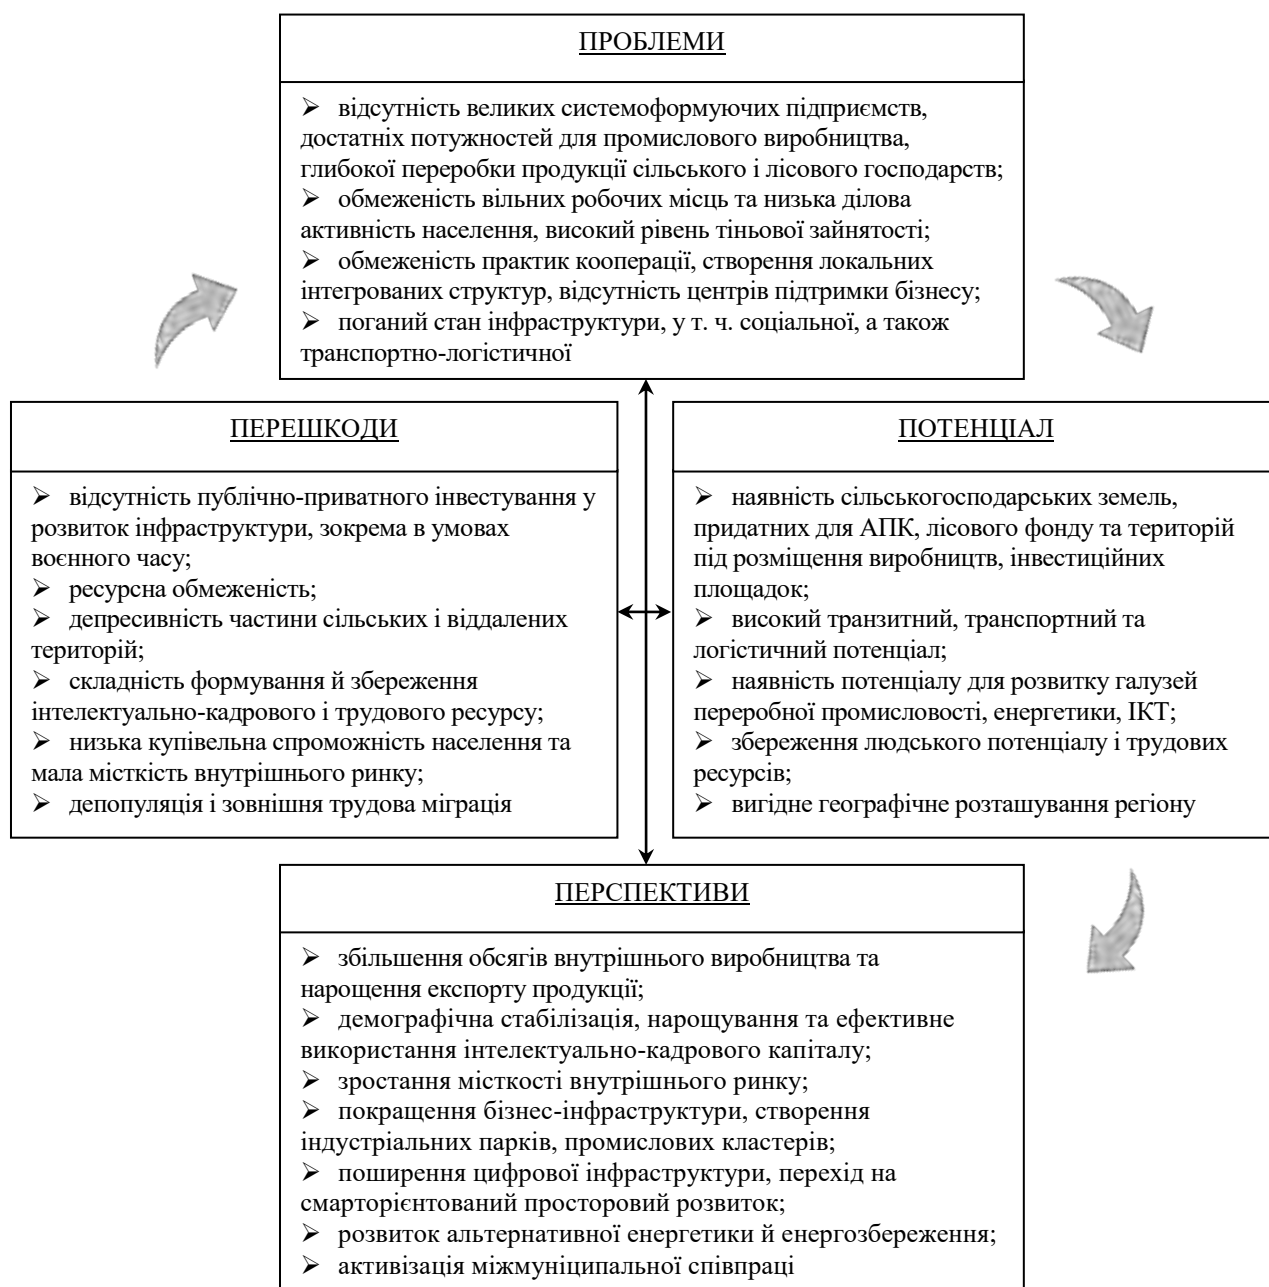 ПРОБЛЕМИ
➢ відсутність великих системоформуючих підприємств,
достатніх потужностей для промислового виробництва,
глибокої переробки продукції сільського і лісового господарств;
➢ обмеженість вільних робочих місць та низька ділова
активність населення, високий рівень тіньової зайнятості;
➢ обмеженість практик кооперації, створення локальних
інтегрованих структур, відсутність центрів підтримки бізнесу;
➢ поганий стан інфраструктури, у т. ч. соціальної, а також
транспортно-логістичної
ПЕРЕШКОДИ
➢ відсутність публічно-приватного інвестування у
розвиток інфраструктури, зокрема в умовах
воєнного часу;
➢ ресурсна обмеженість;
➢ депресивність частини сільських і віддалених
територій;
➢ складність формування й збереження
інтелектуально-кадрового і трудового ресурсу;
➢ низька купівельна спроможність населення та
мала місткість внутрішнього ринку;
➢ депопуляція і зовнішня трудова міграція
ПОТЕНЦІАЛ
➢ наявність сільськогосподарських земель,
придатних для АПК, лісового фонду та територій
під розміщення виробництв, інвестиційних
площадок;
➢ високий транзитний, транспортний та
логістичний потенціал;
➢ наявність потенціалу для розвитку галузей
переробної промисловості, енергетики, ІКТ;
➢ збереження людського потенціалу і трудових
ресурсів;
➢ вигідне географічне розташування регіону
ПЕРСПЕКТИВИ
➢ збільшення обсягів внутрішнього виробництва та
нарощення експорту продукції;
➢ демографічна стабілізація, нарощування та ефективне
використання інтелектуально-кадрового капіталу;
➢ зростання місткості внутрішнього ринку;
➢ покращення бізнес-інфраструктури, створення
індустріальних парків, промислових кластерів;
➢ поширення цифрової інфраструктури, перехід на
смарторієнтований просторовий розвиток;
➢ розвиток альтернативної енергетики й енергозбереження;
➢ активізація міжмуніципальної співпраці